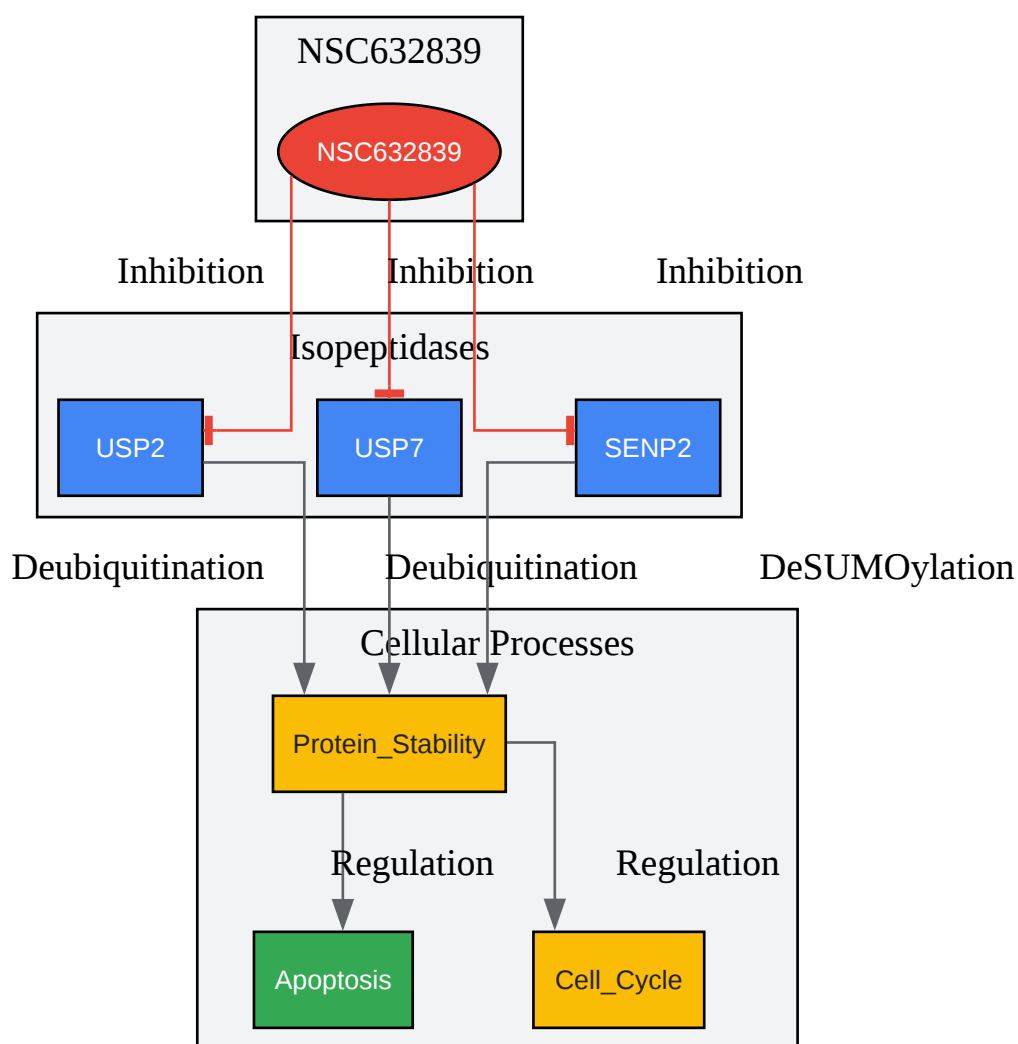 NSC632839
NSC632839
Inhibition Inhibition Inhibition
Isopeptidases
USP2 USP7 SENP2
Deubiquitination Deubiquitination DeSUMOylation
Cellular Processes
Protein_Stability
Regulation Regulation
Apoptosis Cell_Cycle